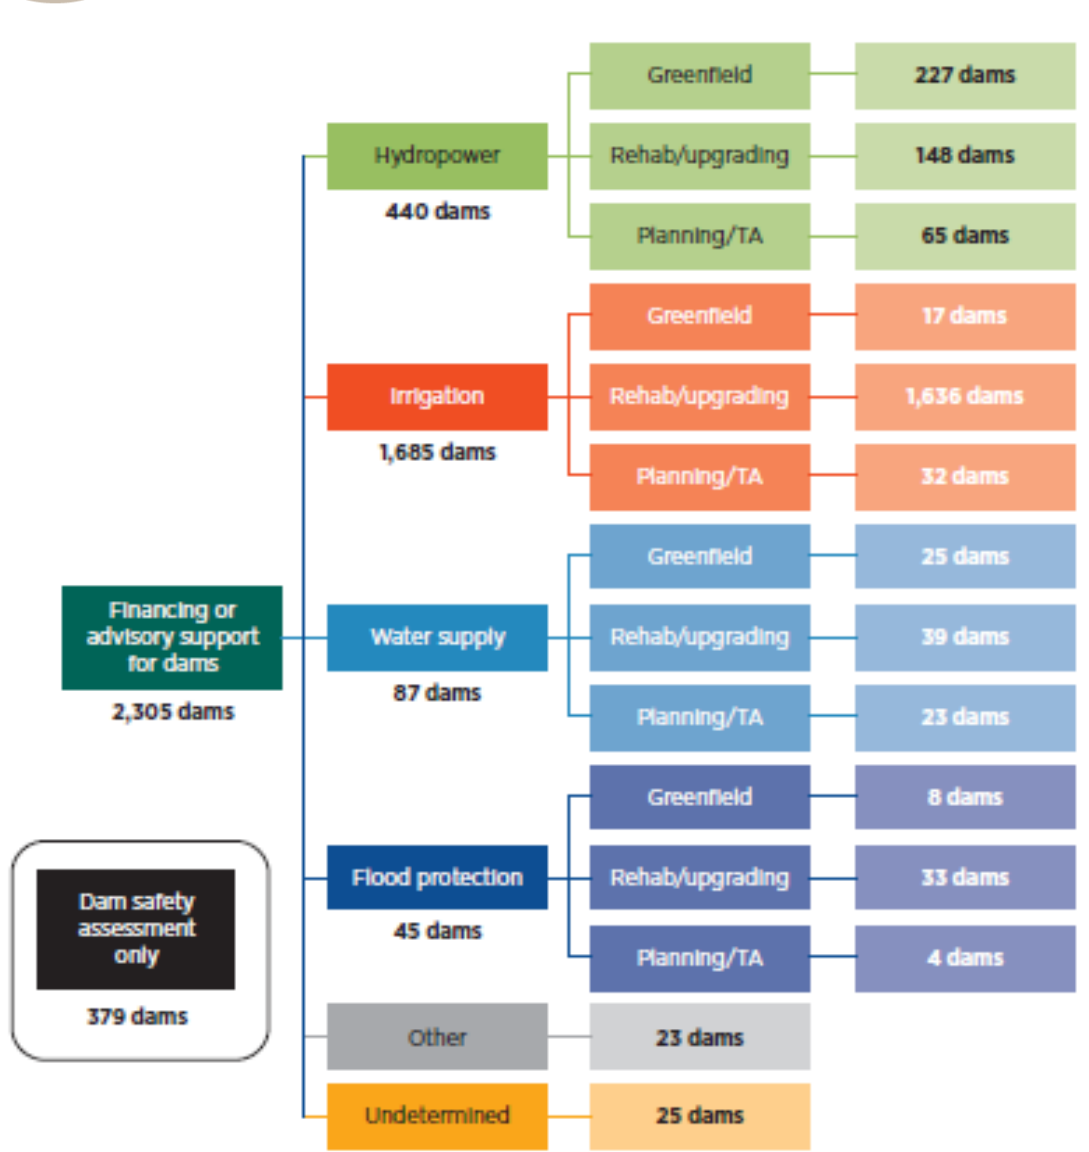 Greenfield
227 dams
Hydropower
Rehab/upgrading
148 dams
440 dams
Planning/TA
65 dams
Greenfield
17 dams
Irrigation
Rehab/upgrading
1,636 dams
1,685 dams
Planning/TA
32 dams
Greenfield
25 dams
Financing or
advisory support
for dams
2,305 dams
Water supply
Rehab/upgrading
39 dams
87 dams
Planning/TA
23 dams
Greenfield
8 dams
Flood protection
Rehab/upgrading
33 dams
45 dams
Planning/TA
4 dams
Dam safety
assessment
only
379 dams
Other
23 dams
Undetermined
25 dams